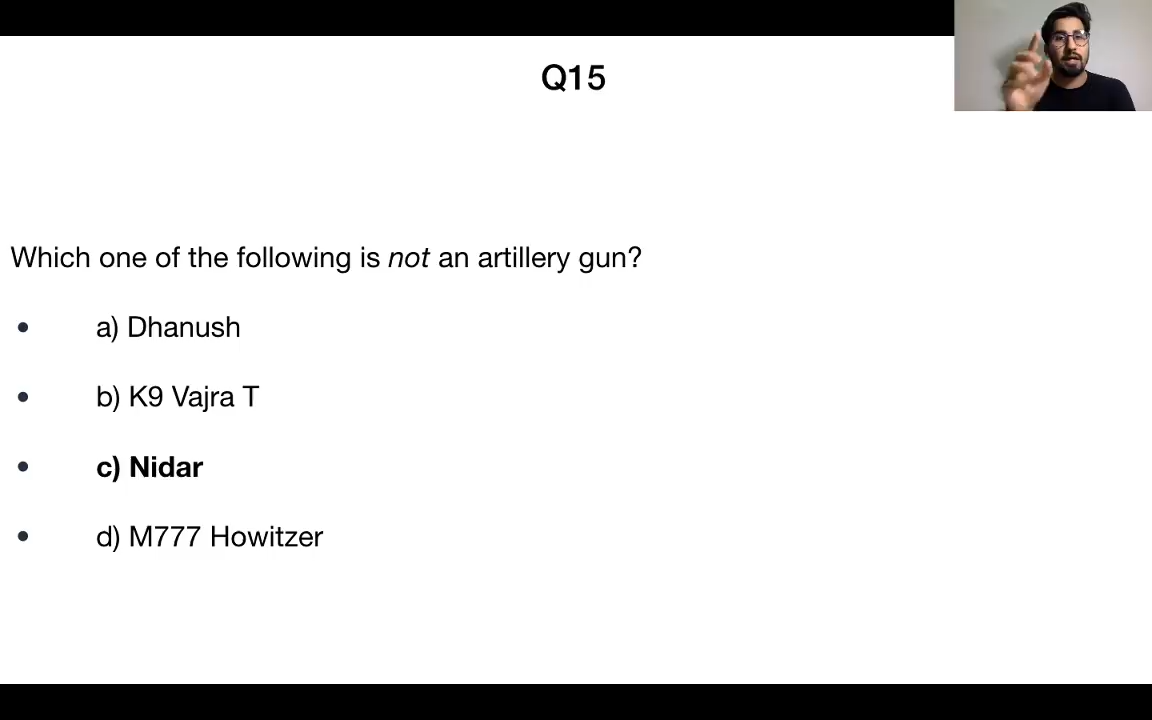 Q15
Which one of the following is not an artillery gun?
• a) Dhanush
• b) K9 Vajra T
• c) Nidar
• d) M777 Howitzer